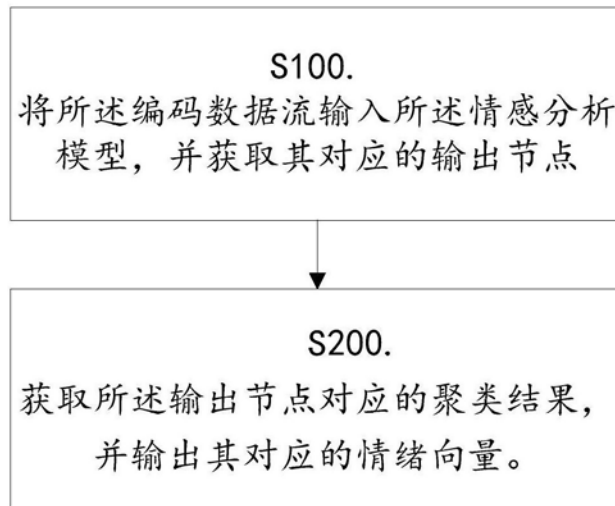 S100.
将所述编码数据流输入所述情感分析
模型，并获取其对应的输出节点
S200.
获取所述输出节点对应的聚类结果，
并输出其对应的情绪向量。